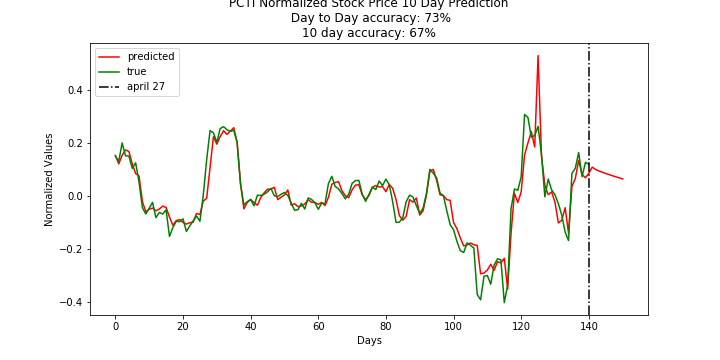 PCTI Normalized Stock Price 10 Day Prediction
Day to Day accuracy: 73%
10 day accuracy: 67%
predicted
true
april 27
Normalized Values
0.4
0.2
0.0
−0.2
−0.4
0 20 40 60 80 100 120 140
Days